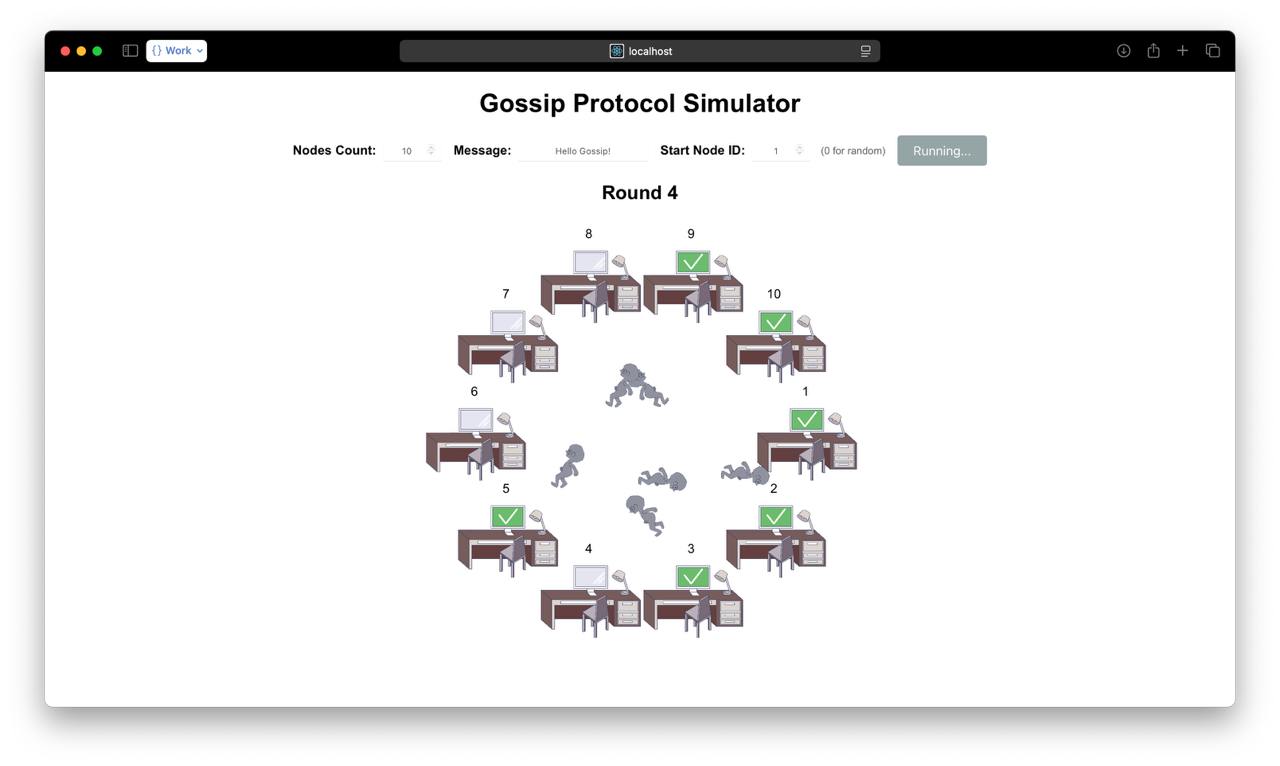 {} Work
localhost
Gossip Protocol Simulator
Nodes Count: 10 Message: Hello Gossip! Start Node ID: 1 (0 for random) Running...
Round 4
8 9
7 10
6 1
5 2
4 3